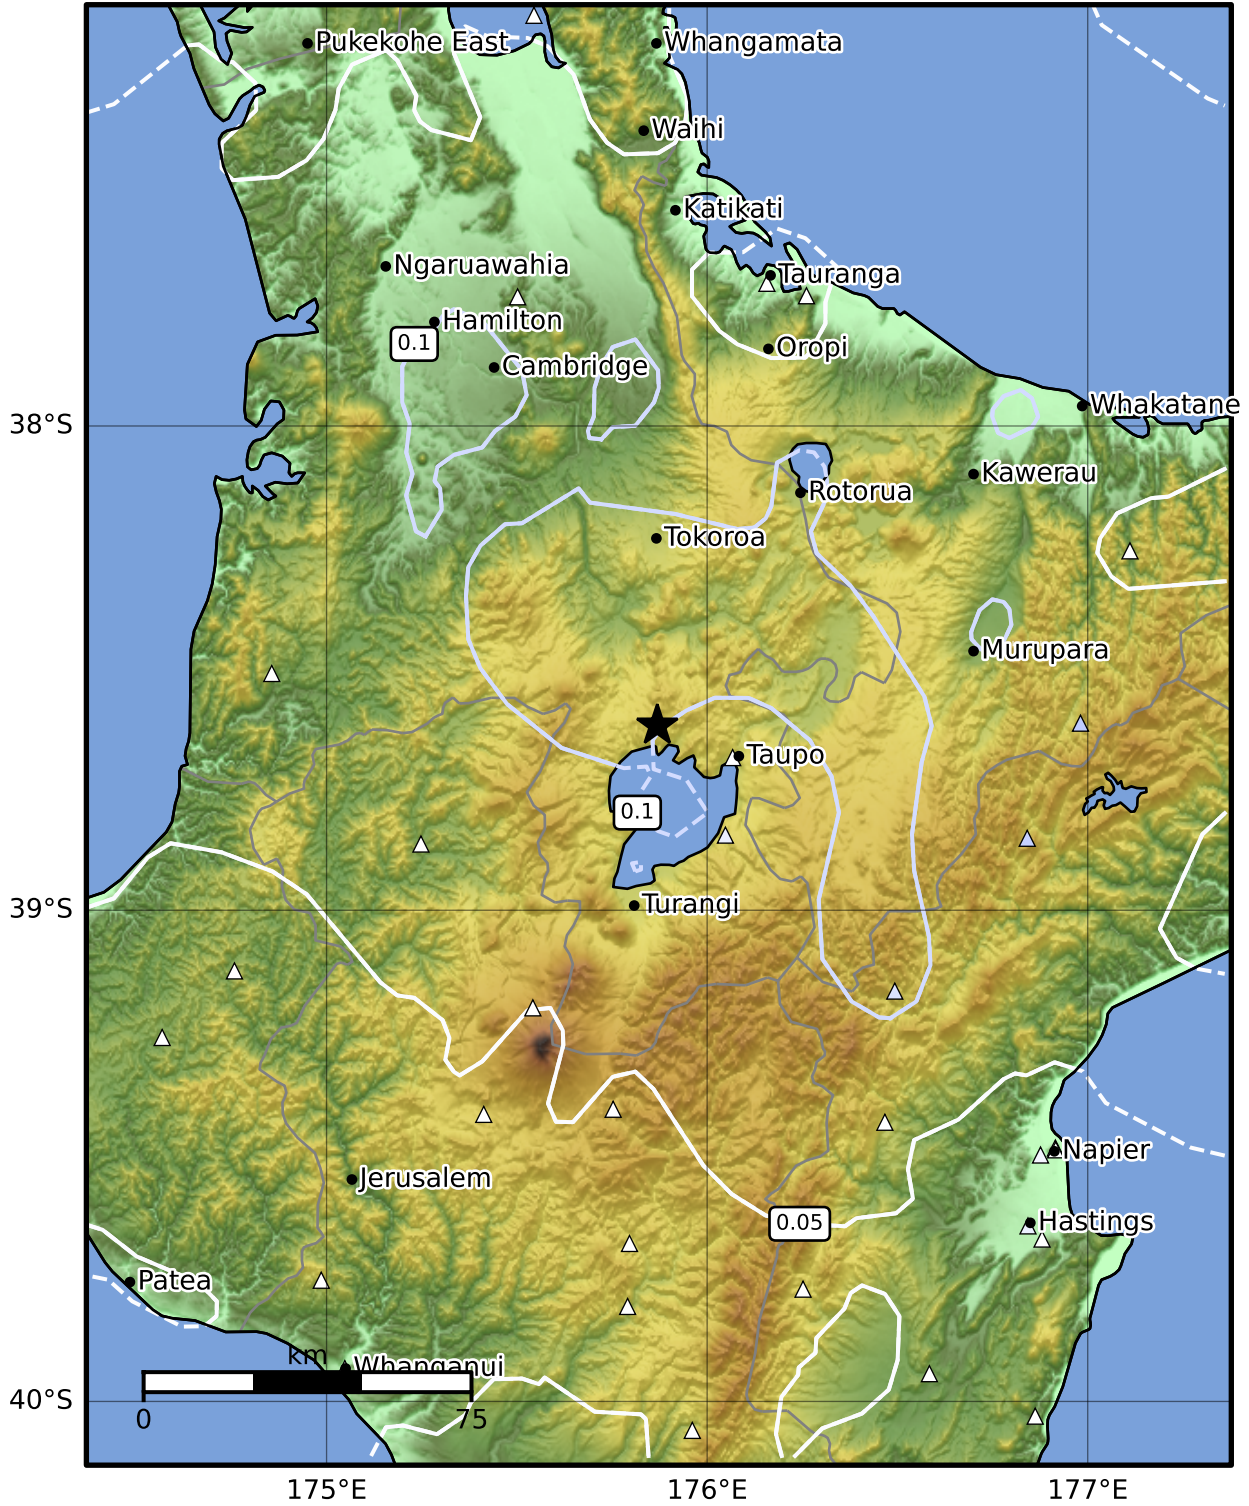 Pukekohe East
Whangamata
Waihi
Katikati
Ngaruawahia
Tauranga
Hamilton
0.1
Oropi
Cambridge
Whakatane
38°S
Kawerau
Rotorua
Tokoroa
Murupara
Taupo
0.1
Turangi
39°S
Napier
Jerusalem
Hastings
0.05
Patea
km
Whanganui
40°S
0
75
175°E
176°E
177°E